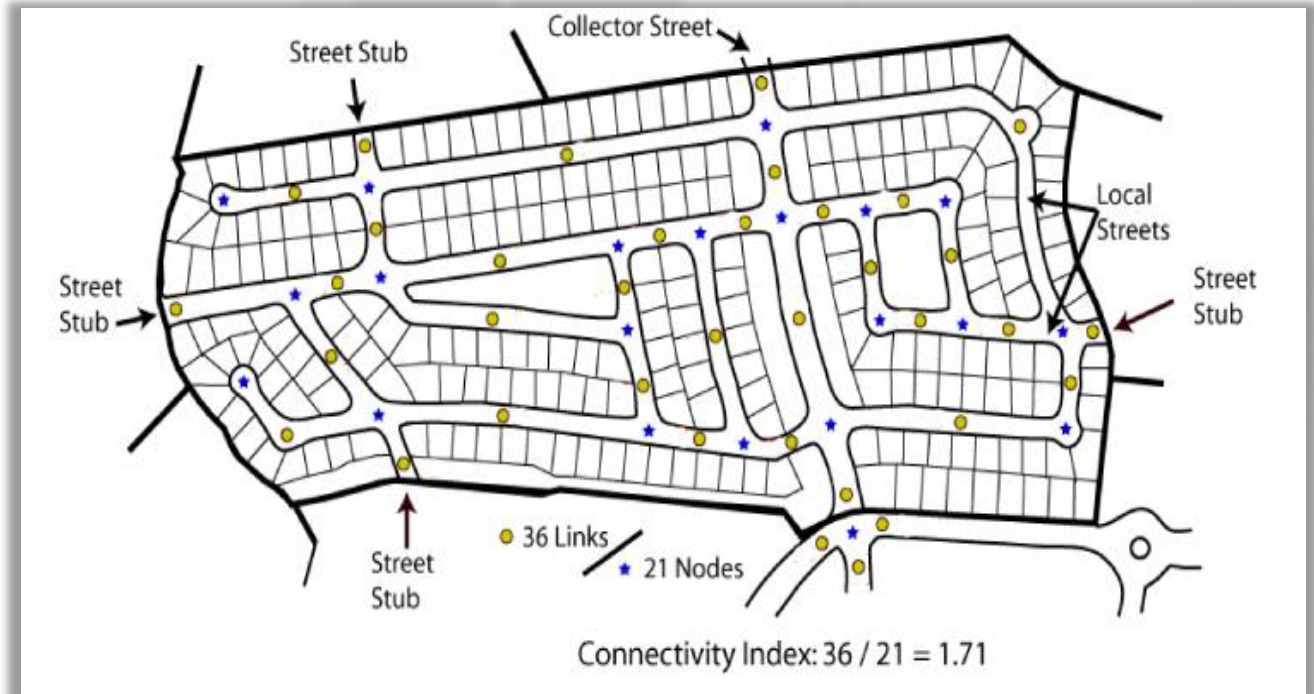 Collector Street
Street Stub
Local
Streets
Street
Stub
Street
Stub
36 Links
21 Nodes
Street
Stub
Connectivity Index: 36 / 21 = 1.71